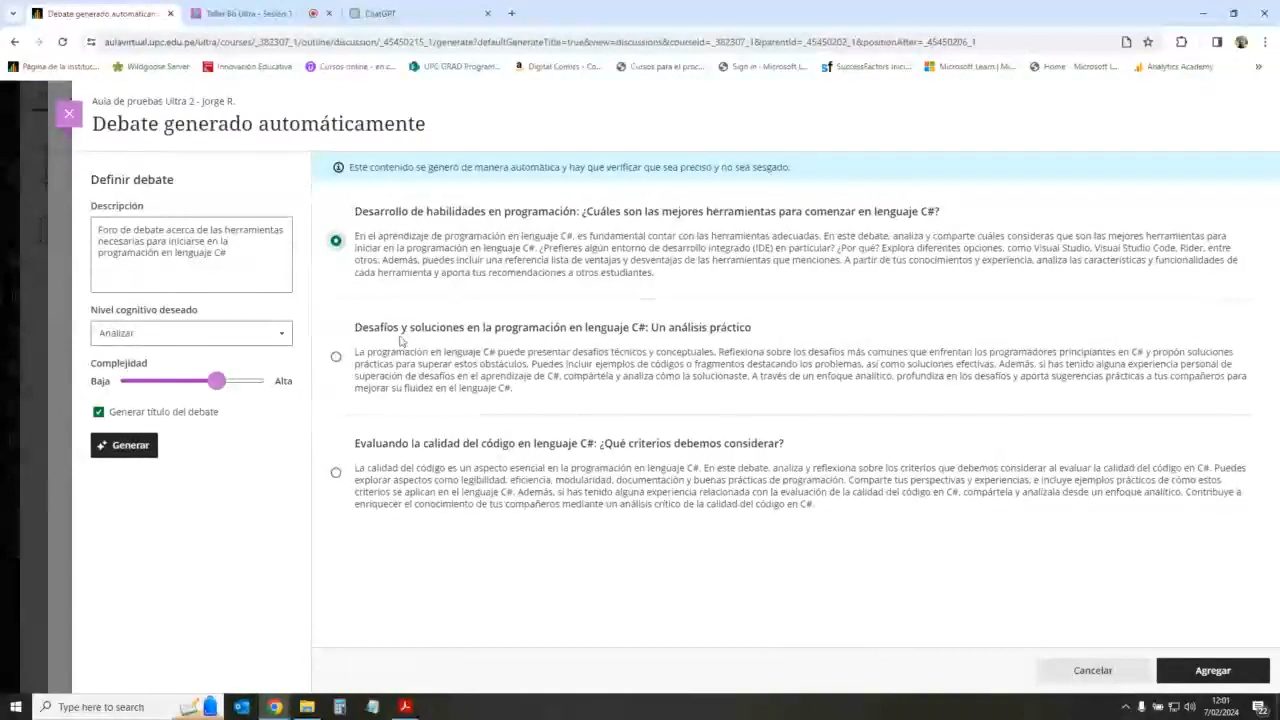 Debate generado automátican
Taller BU Ultra - Sesión 1
ChatGPT
aulavirtual.upc.edu.pe/ultra/courses/_382307_1/outline/discussion/_45450215_1/generate?defaultGenerateTitle=true&view=discussions&courseId=_382307_1&parentId=_45450202_1&positionAfter=_45450206_1
Página de la instituc...
Wildgoose Server
Innovación Educativa
Cursos online - en c...
UPC GRAD Program...
Digital Comics - Co...
Cursos para el proc...
Sign in - Microsoft L...
SuccessFactors Inici...
Microsoft Learn | Mi...
Home - Microsoft L...
Analytics Academy
Aula de pruebas Ultra 2 - Jorge R.
Debate generado automáticamente
Este contenido se generó de manera automática y hay que verificar que sea preciso y no sea sesgado.
Definir debate
Descripción
Foro de debate acerca de las herramientas
necesarias para iniciarse en la
programación en lenguaje C#
Nivel cognitivo deseado
Analizar
Complejidad
Baja
Alta
Generar título del debate
Generar
Desarrollo de habilidades en programación: ¿Cuáles son las mejores herramientas para comenzar en lenguaje C#?
En el aprendizaje de programación en lenguaje C#, es fundamental contar con las herramientas adecuadas. En este debate, analiza y comparte cuáles consideras que son las mejores herramientas para
iniciar en la programación en lenguaje C#. ¿Prefieres algún entorno de desarrollo integrado (IDE) en particular? ¿Por qué? Explora diferentes opciones, como Visual Studio, Visual Studio Code, Rider, entre
otros. Además, puedes incluir una referencia lista de ventajas y desventajas de las herramientas que menciones. A partir de tus conocimientos y experiencia, analiza las características y funcionalidades de
cada herramienta y aporta tus recomendaciones a otros estudiantes.
Desafíos y soluciones en la programación en lenguaje C#: Un análisis práctico
La programación en lenguaje C# puede presentar desafíos técnicos y conceptuales. Reflexiona sobre los desafíos más comunes que enfrentan los programadores principiantes en C# y propón soluciones
prácticas para superar estos obstáculos. Puedes incluir ejemplos de códigos o fragmentos destacando los problemas, así como soluciones efectivas. Además, si has tenido alguna experiencia personal de
superación de desafíos en el aprendizaje de C#, compártela y analiza cómo la solucionaste. A través de un enfoque analítico, profundiza en los desafíos y aporta sugerencias prácticas a tus compañeros para
mejorar su fluidez en el lenguaje C#.
Evaluando la calidad del código en lenguaje C#: ¿Qué criterios debemos considerar?
La calidad del código es un aspecto esencial en la programación en lenguaje C#. En este debate, analiza y reflexiona sobre los criterios que debemos considerar al evaluar la calidad del código en C#. Puedes
explorar aspectos como legibilidad, eficiencia, modularidad, documentación y buenas prácticas de programación. Comparte tus perspectivas y experiencias, e incluye ejemplos prácticos de cómo estos
criterios se aplican en el lenguaje C#. Además, si has tenido alguna experiencia relacionada con la evaluación de la calidad del código en C#, compártela y analízala desde un enfoque analítico. Contribuye a
enriquecer el conocimiento de tus compañeros mediante un análisis crítico de la calidad del código en C#.
Cancelar
Agregar
Type here to search
12:01
7/02/2024
22